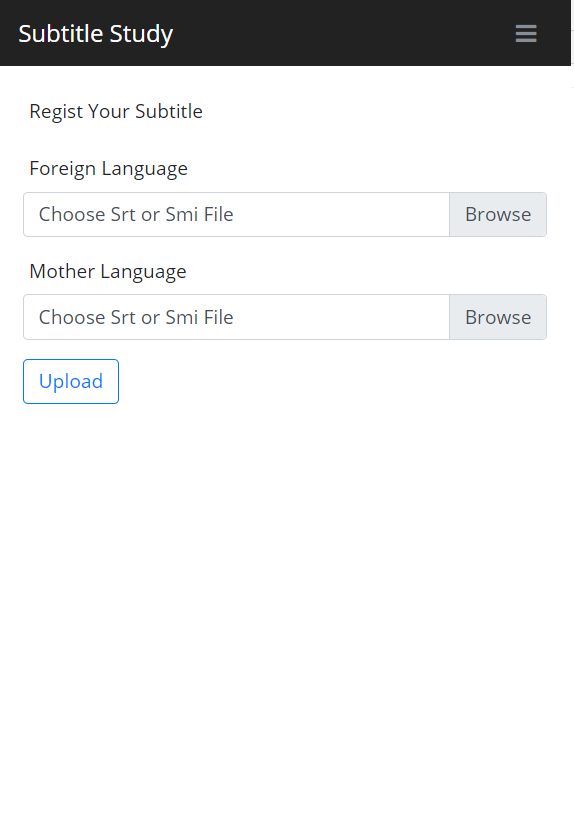 Subtitle Study
Regist Your Subtitle
Foreign Language
Choose Srt or Smi File Browse
Mother Language
Choose Srt or Smi File Browse
Upload